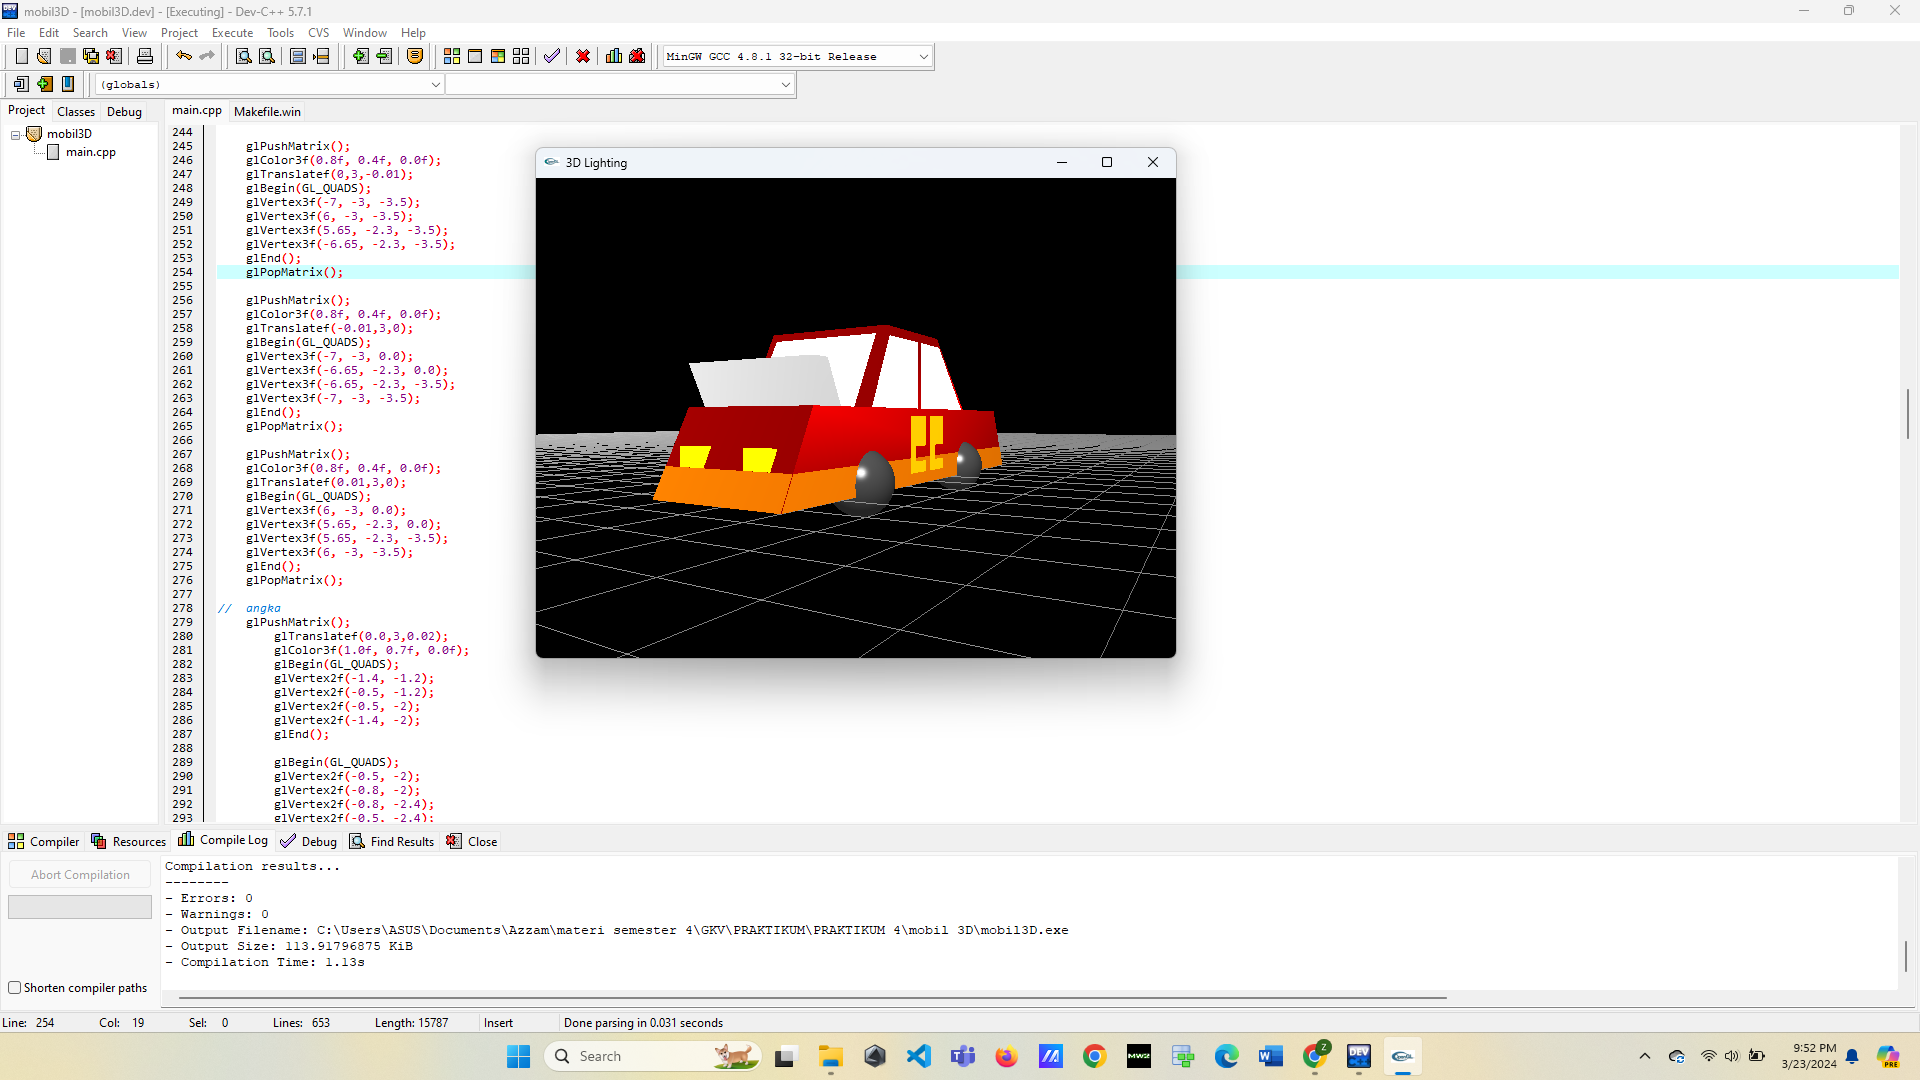 mobil3D - [mobil3D.dev] - [Executing] - Dev-C++ 5.7.1
File Edit Search View Project Execute Tools CVS Window Help
MinGW GCC 4.8.1 32-bit Release
(globals)
Project Classes Debug
main.cpp Makefile.win
mobil3D
main.cpp
244
245 glPushMatrix();
246 glColor3f(0.8f, 0.4f, 0.0f);
247 glTranslatef(0,3,-0.01);
248 glBegin(GL_QUADS);
249 glVertex3f(-7, -3, -3.5);
250 glVertex3f(6, -3, -3.5);
251 glVertex3f(5.65, -2.3, -3.5);
252 glVertex3f(-6.65, -2.3, -3.5);
253 glEnd();
254 glPopMatrix();
255
256 glPushMatrix();
257 glColor3f(0.8f, 0.4f, 0.0f);
258 glTranslatef(-0.01,3,0);
259 glBegin(GL_QUADS);
260 glVertex3f(-7, -3, 0.0);
261 glVertex3f(-6.65, -2.3, 0.0);
262 glVertex3f(-6.65, -2.3, -3.5);
263 glVertex3f(-7, -3, -3.5);
264 glEnd();
265 glPopMatrix();
266
267 glPushMatrix();
268 glColor3f(0.8f, 0.4f, 0.0f);
269 glTranslatef(0.01,3,0);
270 glBegin(GL_QUADS);
271 glVertex3f(6, -3, 0.0);
272 glVertex3f(5.65, -2.3, 0.0);
273 glVertex3f(5.65, -2.3, -3.5);
274 glVertex3f(6, -3, -3.5);
275 glEnd();
276 glPopMatrix();
277
278 // angka
279 glPushMatrix();
280 glTranslatef(0.0,3,0.02);
281 glColor3f(1.0f, 0.7f, 0.0f);
282 glBegin(GL_QUADS);
283 glVertex2f(-1.4, -1.2);
284 glVertex2f(-0.5, -1.2);
285 glVertex2f(-0.5, -2);
286 glVertex2f(-1.4, -2);
287 glEnd();
288
289 glBegin(GL_QUADS);
290 glVertex2f(-0.5, -2);
291 glVertex2f(-0.8, -2);
292 glVertex2f(-0.8, -2.4);
293 glVertex2f(-0.5, -2.4);
3D Lighting
Compiler Resources Compile Log Debug Find Results Close
Abort Compilation
Shorten compiler paths
Compilation results...
--------
- Errors: 0
- Warnings: 0
- Output Filename: C:\Users\ASUS\Documents\Azzam\materi semester 4\GKV\PRAKTIKUM\PRAKTIKUM 4\mobil 3D\mobil3D.exe
- Output Size: 113.91796875 KiB
- Compilation Time: 1.13s
Line: 254 Col: 19 Sel: 0 Lines: 653 Length: 15787 Insert Done parsing in 0.031 seconds
Search
9:52 PM
3/23/2024